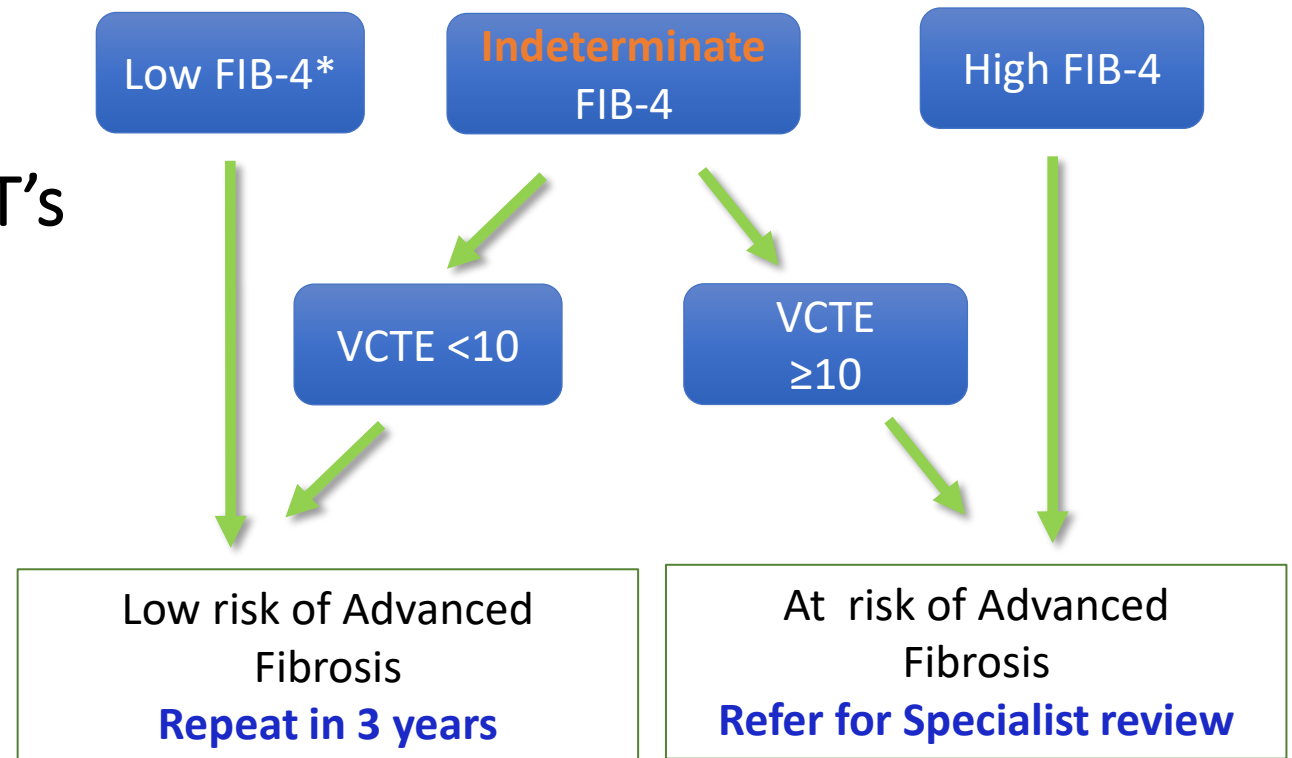 Low FIB-4*
Indeterminate
FIB-4
High FIB-4
T’s
VCTE <10
VCTE
≥10
Low risk of Advanced
Fibrosis
Repeat in 3 years
At  risk of Advanced
Fibrosis
Refer for Specialist review